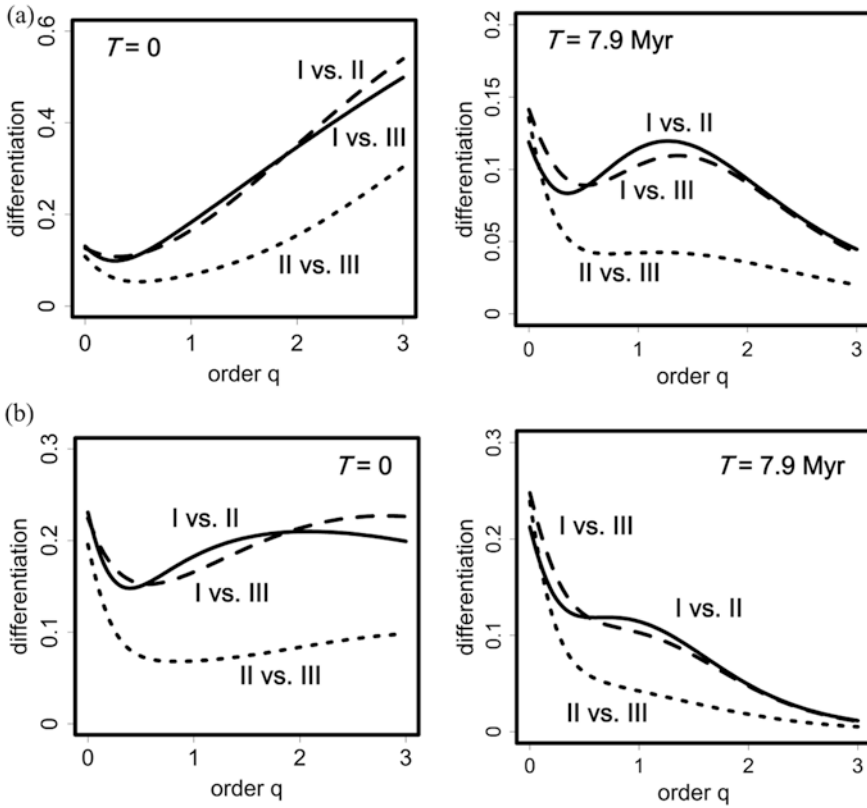 (a)
T = 0
I vs. II
I vs. III
II vs. III
differentiation
0 0.2 0.4 0.6
0 1 2 3
order q
T = 7.9 Myr
I vs. II
I vs. III
II vs. III
differentiation
0 0.05 0.1 0.15 0.2
0 1 2 3
order q
(b)
T = 0
I vs. II
I vs. III
II vs. III
differentiation
0 0.1 0.2 0.3
0 1 2 3
order q
T = 7.9 Myr
I vs. III
I vs. II
II vs. III
differentiation
0 0.1 0.2 0.3
0 1 2 3
order q